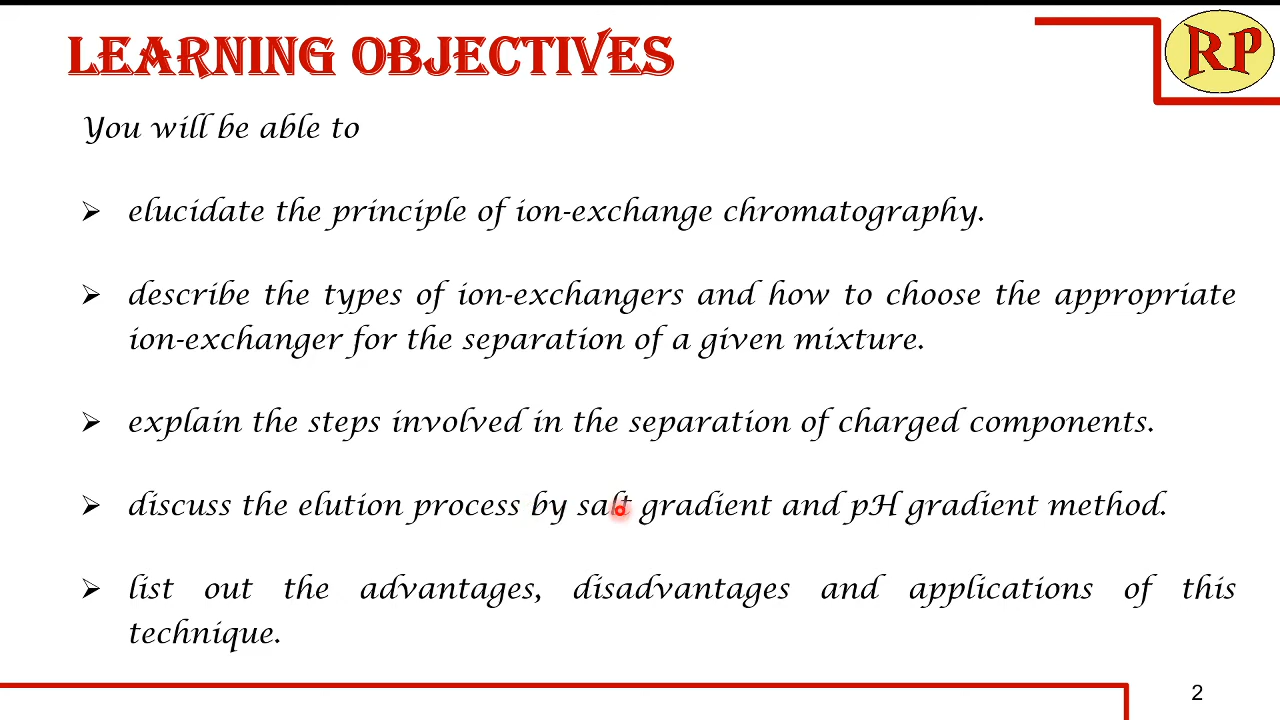 LEARNING OBJECTIVES
RP
You will be able to
➢ elucidate the principle of ion-exchange chromatography.
➢ describe the types of ion-exchangers and how to choose the appropriate
ion-exchanger for the separation of a given mixture.
➢ explain the steps involved in the separation of charged components.
➢ discuss the elution process by salt gradient and pH gradient method.
➢ list out the advantages, disadvantages and applications of this
technique.
2